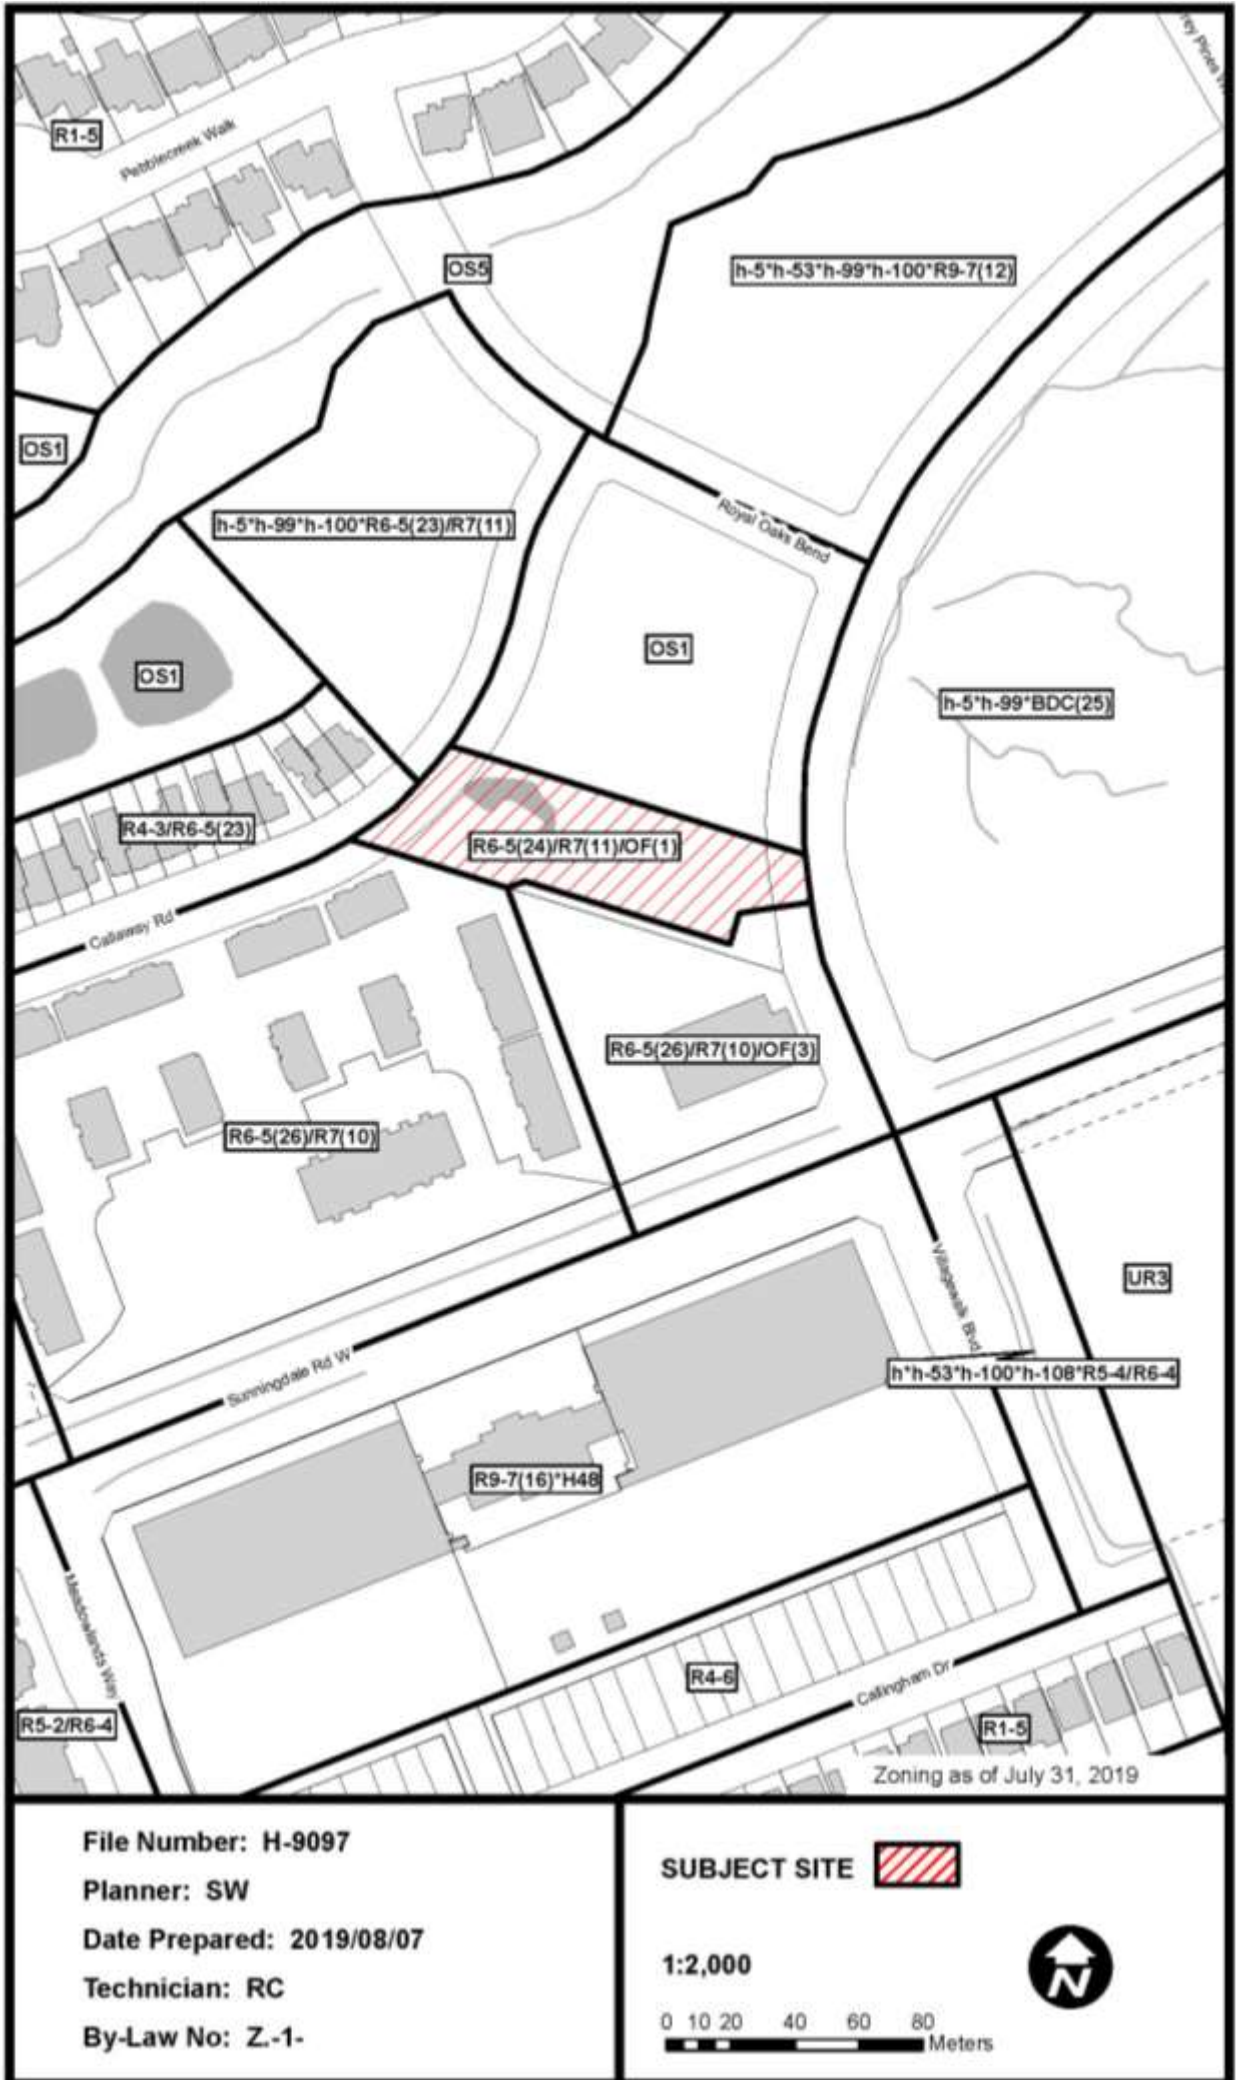 rey Pines W
R1-5
Pebblecreek Walk
OS5
h-5*h-53*h-99*h-100*R9-7(12)
OS1
h-5*h-99*h-100*R6-5(23)/R7(11)
Royal Oaks Bend
OS1
OS1
h-5*h-99*BDC(25)
R4-3/R6-5(23)
R6-5(24)/R7(11)/OF(1)
Callaway Rd
R6-5(26)/R7(10)/OF(3)
R6-5(26)/R7(10)
Villagewalk Blvd
UR3
Sunningdale Rd W
h*h-53*h-100*h-108*R5-4/R6-4
R9-7(16)*H48
Meadowlands Way
R4-6
Callingham Dr
R5-2/R6-4
R1-5
Zoning as of July 31, 2019
File Number: H-9097
Planner: SW
Date Prepared: 2019/08/07
Technician: RC
By-Law No: Z.-1-
SUBJECT SITE
1:2,000
N
0 10 20 40 60 80
Meters